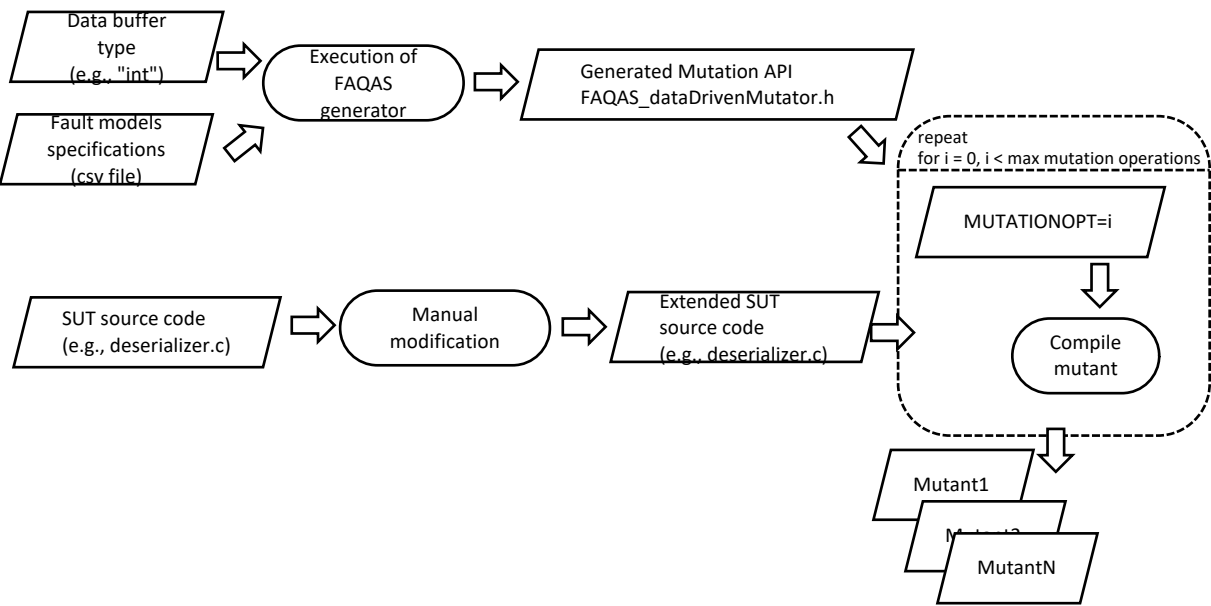 Data buffer
type
(e.g., "int")
Fault models
specifications
(csv file)
Execution of
FAQAS
generator
Generated Mutation API
FAQAS_dataDrivenMutator.h
repeat
for i = 0, i < max mutation operations
MUTATIONOPT=i
Compile
mutant
SUT source code
(e.g., deserializer.c)
Manual
modification
Extended SUT
source code
(e.g., deserializer.c)
Mutant1
MutantN